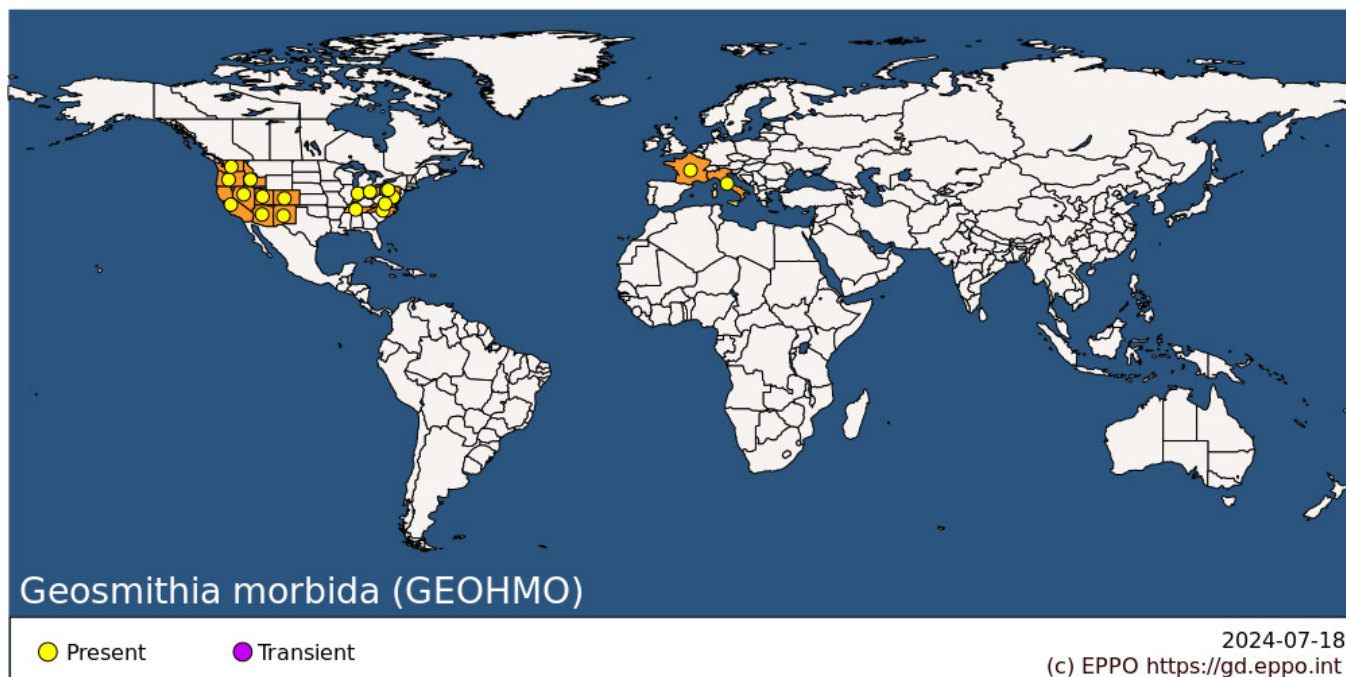 Geosmithia morbida (GEOHMO)
Present
Transient
2024-07-18
(c) EPPO https://gd.eppo.int